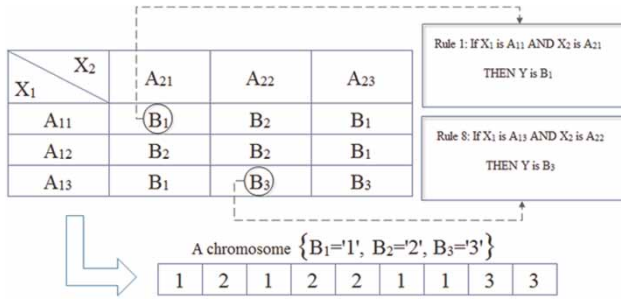 X₂
X₁
A₂₁ A₂₂ A₂₃
A₁₁ B₁ B₂ B₁
A₁₂ B₂ B₂ B₁
A₁₃ B₁ B₃ B₃
Rule 1: If X₁ is A₁₁ AND X₂ is A₂₁
THEN Y is B₁
Rule 8: If X₁ is A₁₃ AND X₂ is A₂₂
THEN Y is B₃
A chromosome {B₁='1', B₂='2', B₃='3'}
1 2 1 2 2 1 1 3 3